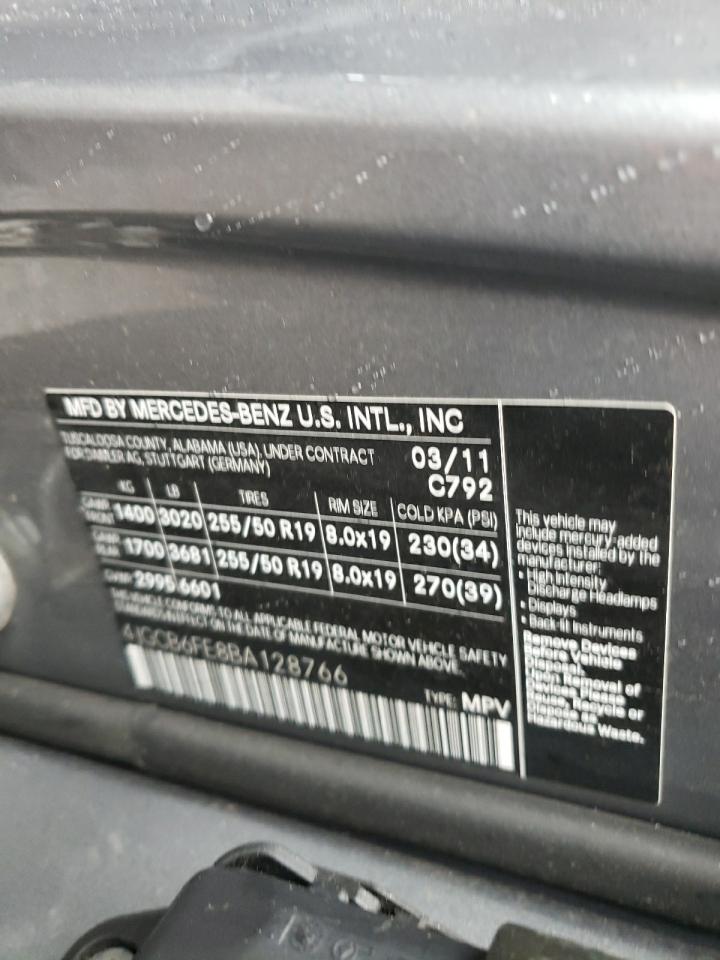 MFD BY MERCEDES-BENZ U.S. INTL., INC
TUSCALOOSA COUNTY, ALABAMA (USA), UNDER CONTRACT
FOR DAIMLER AG, STUTTGART (GERMANY)
03/11
C792
KG LB TIRES RIM SIZE COLD KPA (PSI)
GAWR FRONT 1400 3020 255/50 R19 8.0x19 230(34)
GAWR REAR 1700 3681 255/50 R19 8.0x19 270(39)
GVWR 2995 6601
THIS VEHICLE CONFORMS TO ALL APPLICABLE FEDERAL MOTOR VEHICLE SAFETY
STANDARDS IN EFFECT ON THE DATE OF MANUFACTURE SHOWN ABOVE.
4JGCB6FE8BA128766
TYPE: MPV
This vehicle may
include mercury-added
devices installed by the
manufacturer:
• High Intensity
Discharge Headlamps
• Displays
• Back-lit Instruments
Remove Devices
Before Vehicle
Disposal.
Upon Removal of
Devices Please
Reuse, Recycle or
Dispose as
Hazardous Waste.